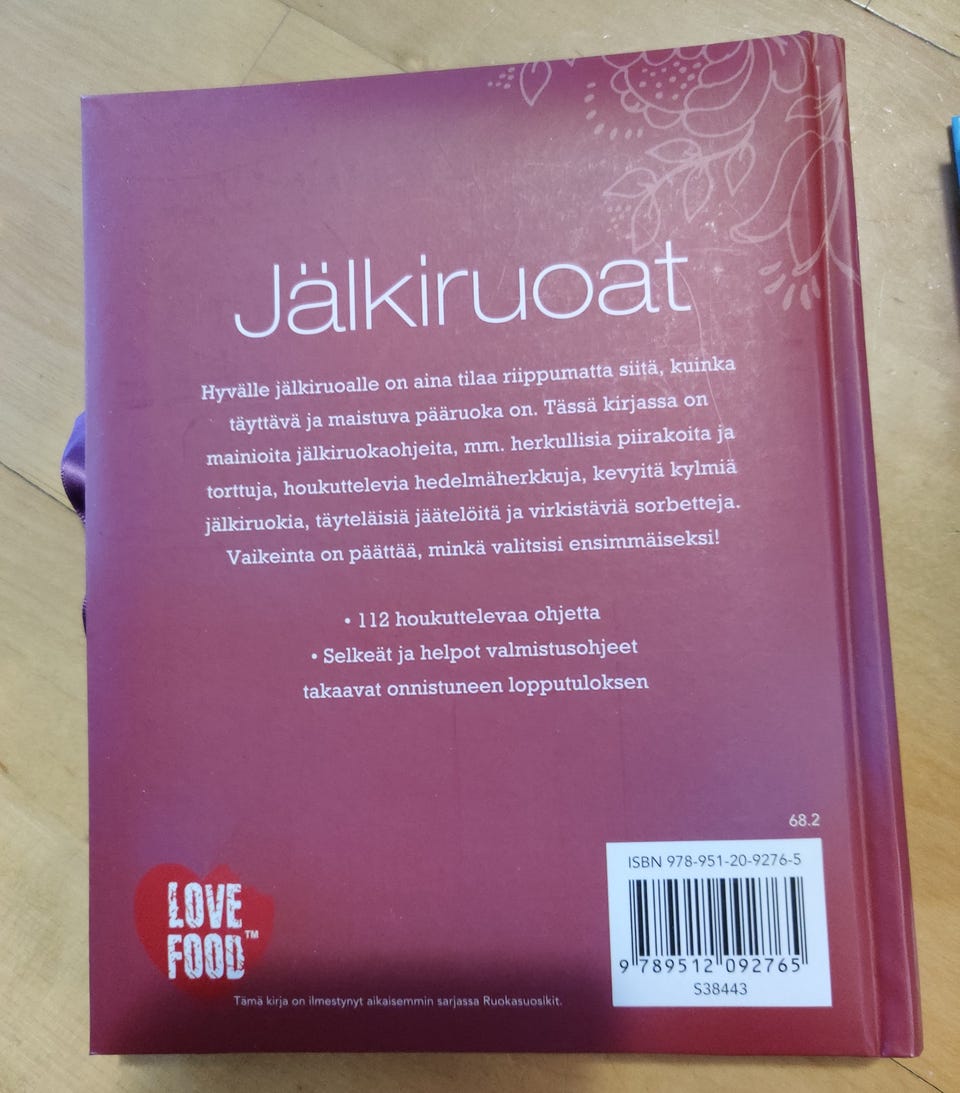 Jälkiruoat
Hyvälle jälkiruoalle on aina tilaa riippumatta siitä, kuinka
täyttävä ja maistuva pääruoka on. Tässä kirjassa on
mainioita jälkiruokaohjeita, mm. herkullisia piirakoita ja
torttuja, houkuttelevia hedelmäherkkuja, kevyitä kylmiä
jälkiruokia, täyteläisiä jäätelöitä ja virkistäviä sorbetteja.
Vaikeinta on päättää, minkä valitsisi ensimmäiseksi!
• 112 houkuttelevaa ohjetta
• Selkeät ja helpot valmistusohjeet
takaavat onnistuneen lopputuloksen
68.2
ISBN 978-951-20-9276-5
9 789512 092765
S38443
LOVE
FOOD™
Tämä kirja on ilmestynyt aikaisemmin sarjassa Ruokasuosikit.